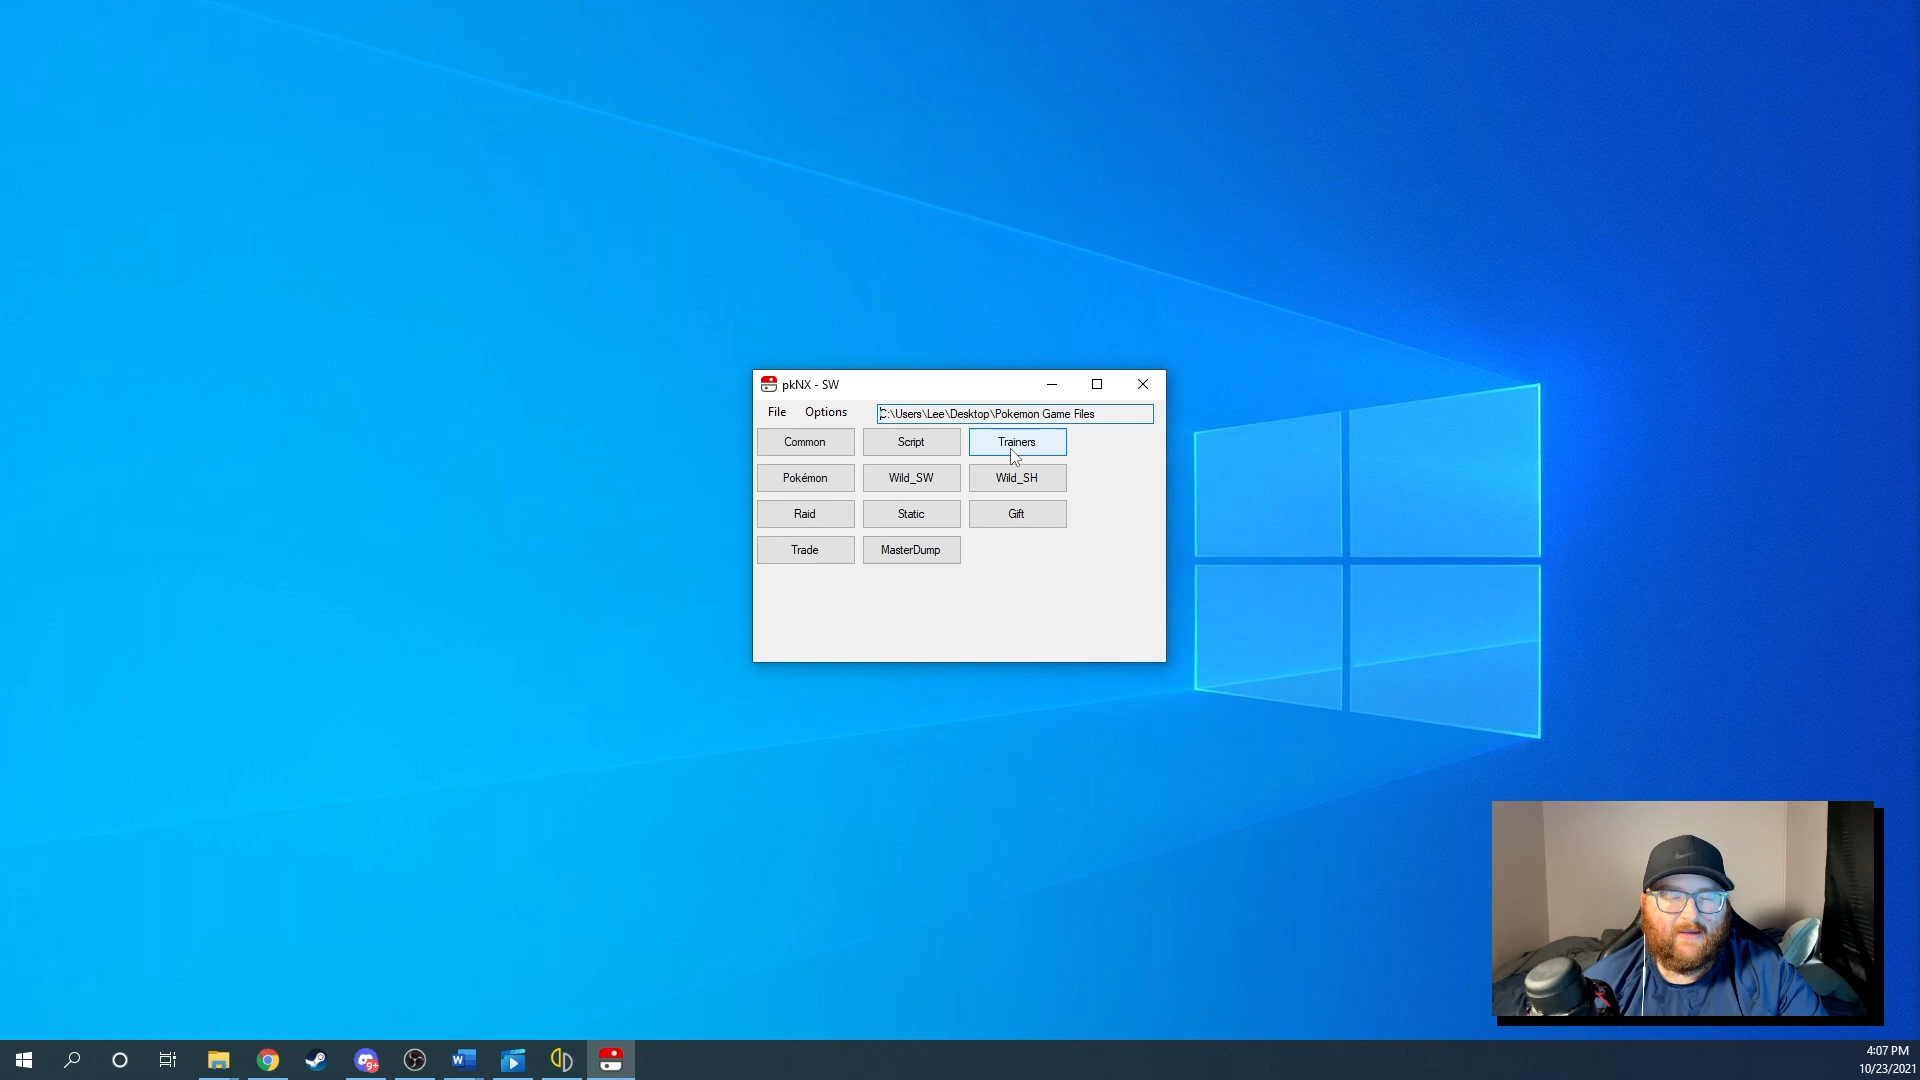 pkNX - SW
File Options C:\Users\Lee\Desktop\Pokemon Game Files
Common Script Trainers
Pokémon Wild_SW Wild_SH
Raid Static Gift
Trade MasterDump
9+
W
4:07 PM
10/23/2021